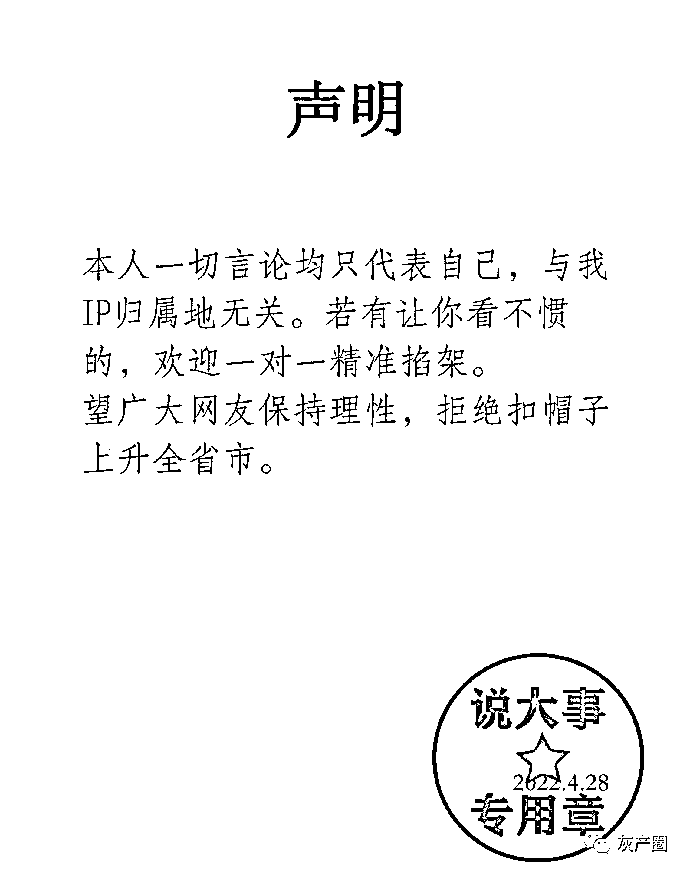 声明
本人一切言论均只代表自己，与我
IP归属地无关。若有让你看不惯
的，欢迎一对一精准掐架。
望广大网友保持理性，拒绝扣帽子
上升全省市。
说大事
2022.4.28
专用章
灰产圈